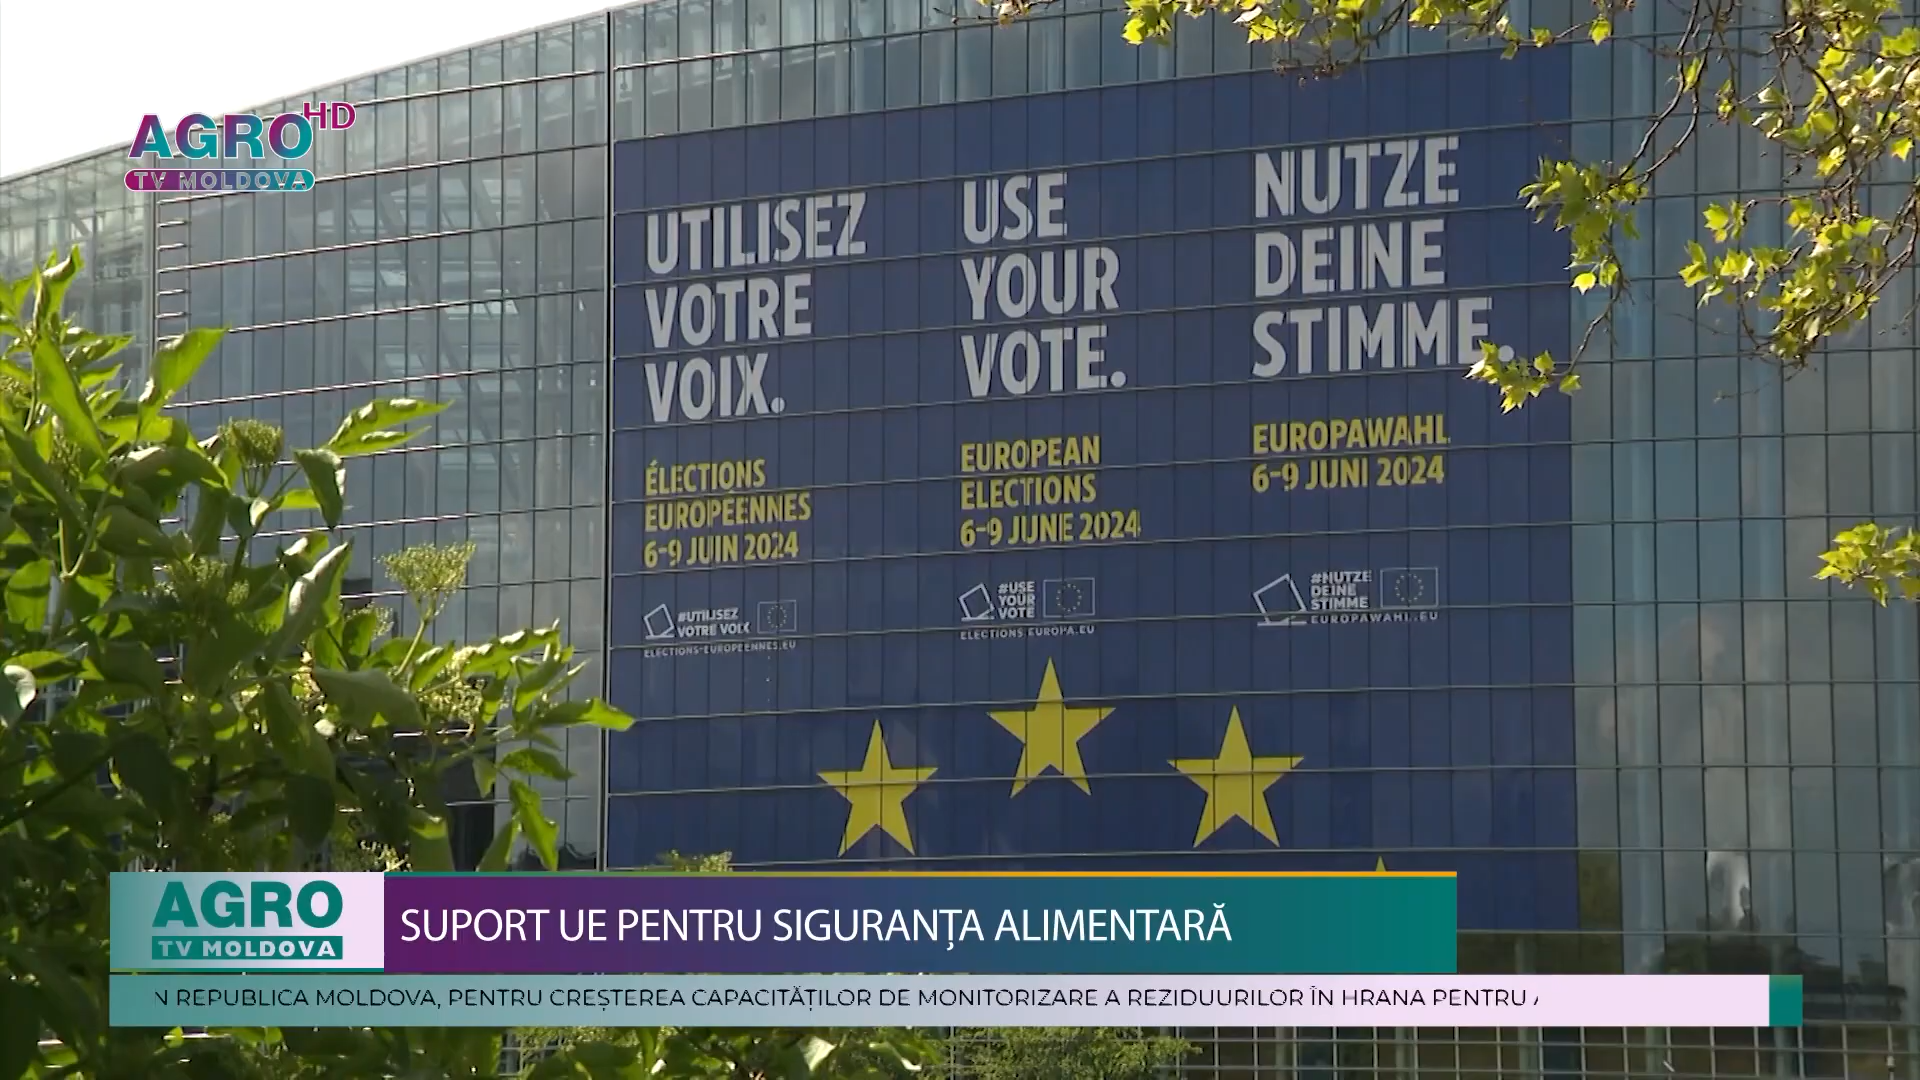 AGRO HD
TV MOLDOVA
UTILISEZ
VOTRE
VOIX.
ÉLECTIONS
EUROPÉENNES
6-9 JUIN 2024
#UTILISEZ
VOTRE VOIX
ELECTIONS-EUROPEENNES.EU
USE
YOUR
VOTE.
EUROPEAN
ELECTIONS
6-9 JUNE 2024
#USE
YOUR
VOTE
ELECTIONS.EUROPA.EU
NUTZE
DEINE
STIMME.
EUROPAWAHL
6-9 JUNI 2024
#NUTZE
DEINE
STIMME
EUROPAWAHL.EU
AGRO
TV MOLDOVA
SUPORT UE PENTRU SIGURANȚA ALIMENTARĂ
N REPUBLICA MOLDOVA, PENTRU CREȘTEREA CAPACITĂȚILOR DE MONITORIZARE A REZIDUURILOR ÎN HRANA PENTRU